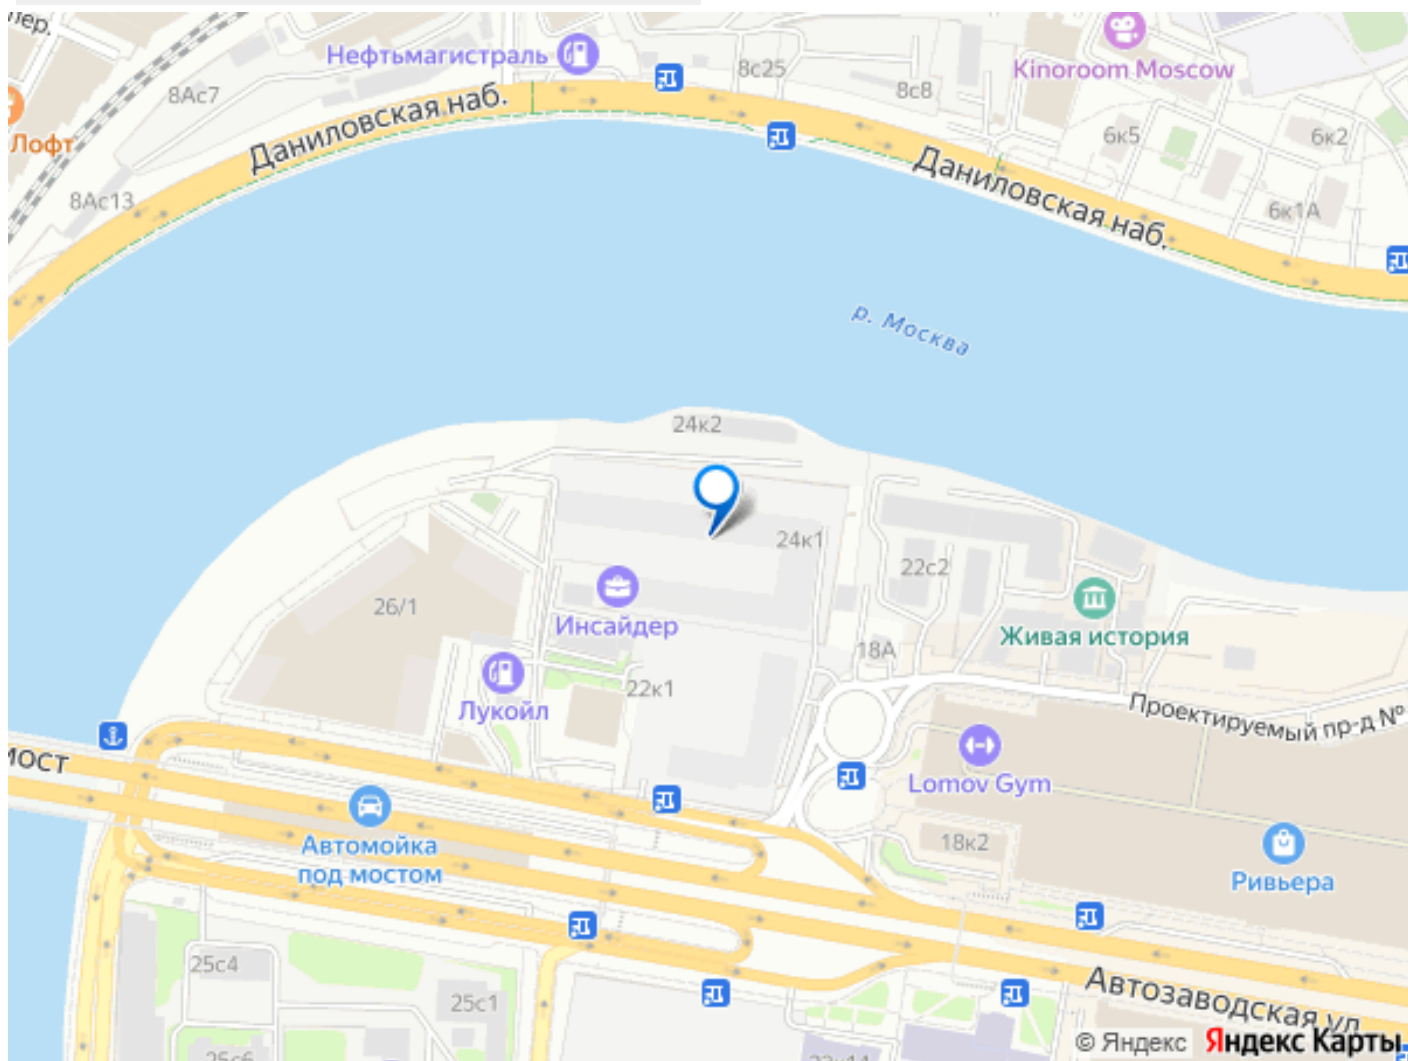 пер.
Нефтьмагистраль
8с25
Kinoroom Moscow
8Ас7
8с8
Даниловская наб.
Лофт
6к5
6к2
Даниловская наб.
8Ас13
6к1А
р. Москва
24к2
24к1
22с2
26/1
Инсайдер
Живая история
18А
22к1
Лукойл
Проектируемый пр-д №
мост
Lomov Gym
Автомойка
под мостом
18к2
Ривьера
25с4
25с1
Автозаводская ул.
25с6
© Яндекс Яндекс Карты